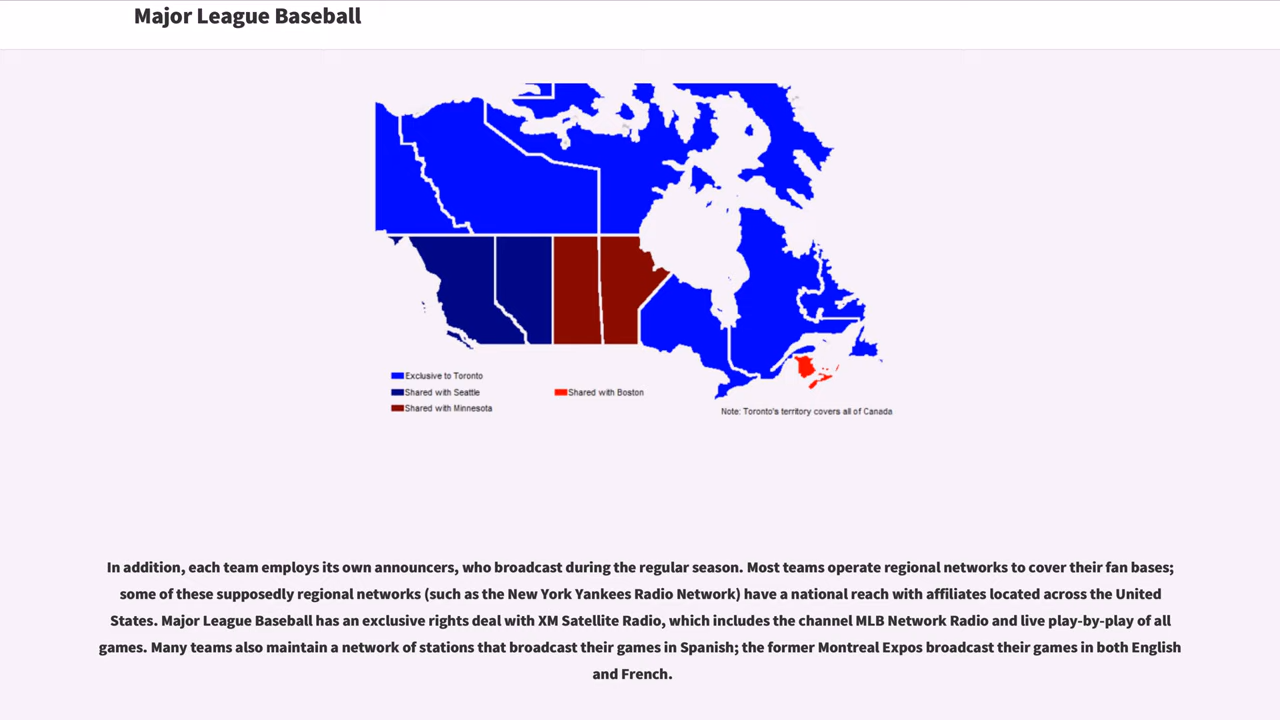 Major League Baseball
Exclusive to Toronto
Shared with Seattle
Shared with Boston
Shared with Minnesota
Note: Toronto's territory covers all of Canada
In addition, each team employs its own announcers, who broadcast during the regular season. Most teams operate regional networks to cover their fan bases;
some of these supposedly regional networks (such as the New York Yankees Radio Network) have a national reach with affiliates located across the United
States. Major League Baseball has an exclusive rights deal with XM Satellite Radio, which includes the channel MLB Network Radio and live play-by-play of all
games. Many teams also maintain a network of stations that broadcast their games in Spanish; the former Montreal Expos broadcast their games in both English
and French.